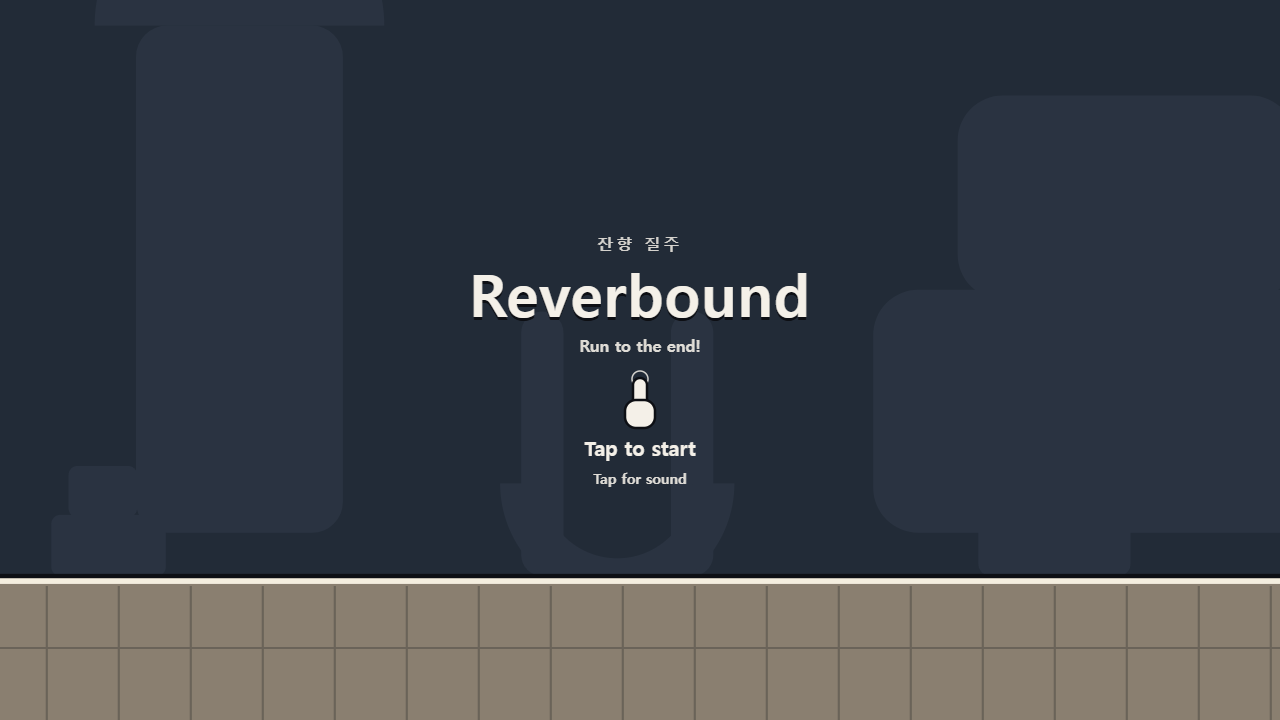 잔향 질주
Reverbound
Run to the end!
Tap to start
Tap for sound